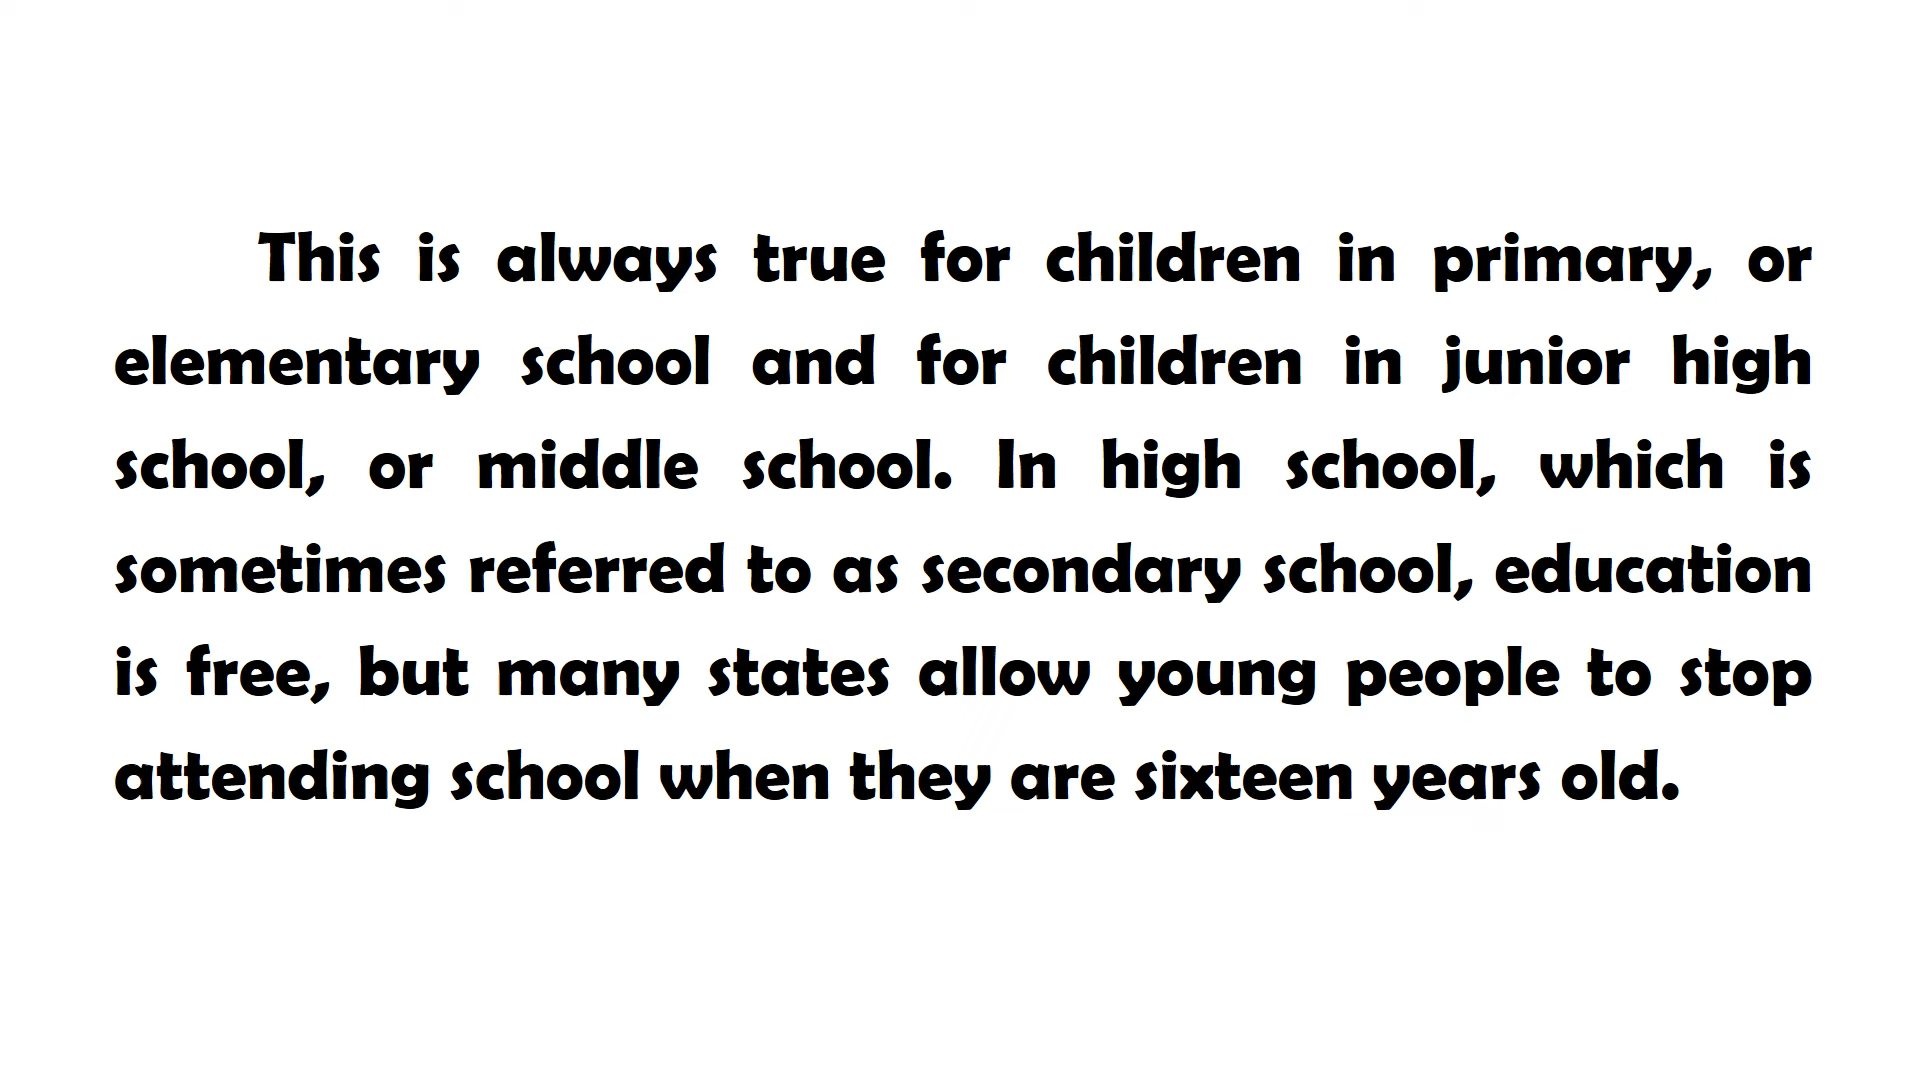 This is always true for children in primary, or
elementary school and for children in junior high
school, or middle school. In high school, which is
sometimes referred to as secondary school, education
is free, but many states allow young people to stop
attending school when they are sixteen years old.